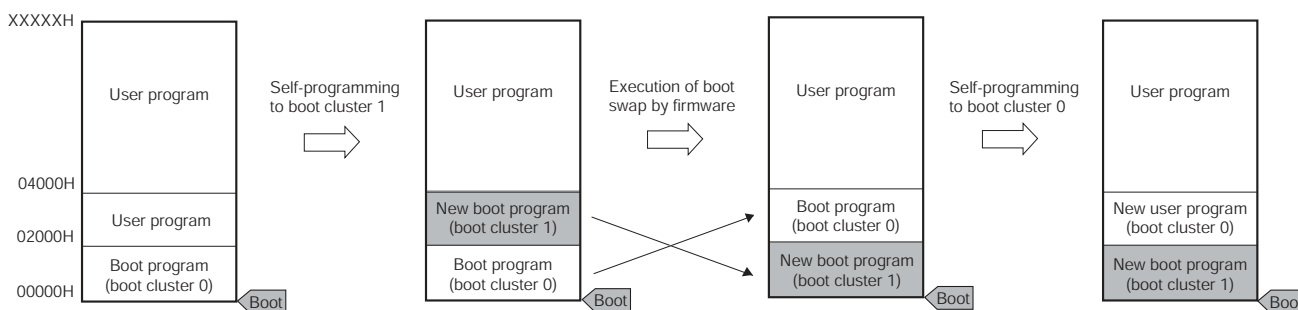 XXXXXH
User program
04000H
User program
02000H
Boot program
(boot cluster 0)
00000H
Boot
Self-programming
to boot cluster 1
User program
New boot program
(boot cluster 1)
Boot program
(boot cluster 0)
Boot
Execution of boot
swap by firmware
User program
Boot program
(boot cluster 0)
New boot program
(boot cluster 1)
Boot
Self-programming
to boot cluster 0
User program
New user program
(boot cluster 0)
New boot program
(boot cluster 1)
Boo